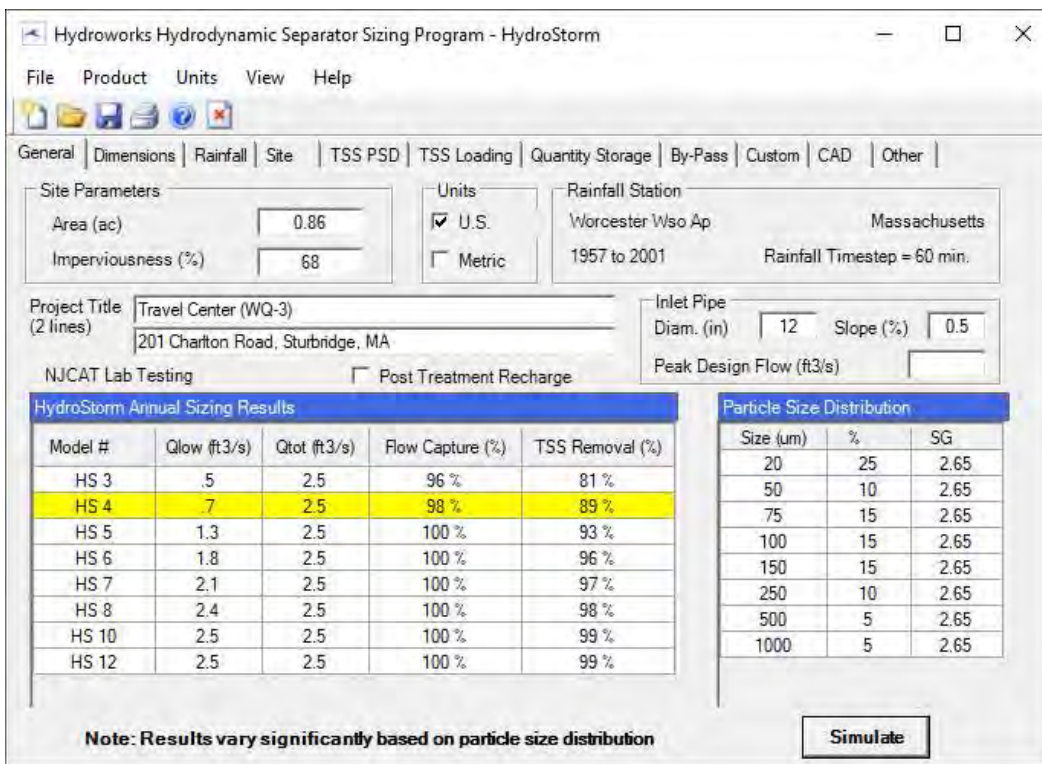 Hydroworks Hydrodynamic Separator Sizing Program - HydroStorm
File Product Units View Help
General Dimensions Rainfall Site TSS PSD TSS Loading Quantity Storage By-Pass Custom CAD Other
Site Parameters
Area (ac) 0.86
Imperviousness (%) 68
Units
U.S.
Metric
Rainfall Station
Worcester Wso Ap Massachusetts
1957 to 2001 Rainfall Timestep = 60 min.
Project Title Travel Center (WQ-3)
(2 lines) 201 Charlton Road, Sturbridge, MA
Inlet Pipe
Diam. (in) 12 Slope (%) 0.5
Peak Design Flow (ft3/s)
NJCAT Lab Testing Post Treatment Recharge
HydroStorm Annual Sizing Results
Model # Qlow (ft3/s) Qtot (ft3/s) Flow Capture (%) TSS Removal (%)
HS 3 .5 2.5 96 % 81 %
HS 4 .7 2.5 98 % 89 %
HS 5 1.3 2.5 100 % 93 %
HS 6 1.8 2.5 100 % 96 %
HS 7 2.1 2.5 100 % 97 %
HS 8 2.4 2.5 100 % 98 %
HS 10 2.5 2.5 100 % 99 %
HS 12 2.5 2.5 100 % 99 %
Particle Size Distribution
Size (um) % SG
20 25 2.65
50 10 2.65
75 15 2.65
100 15 2.65
150 15 2.65
250 10 2.65
500 5 2.65
1000 5 2.65
Note: Results vary significantly based on particle size distribution
Simulate